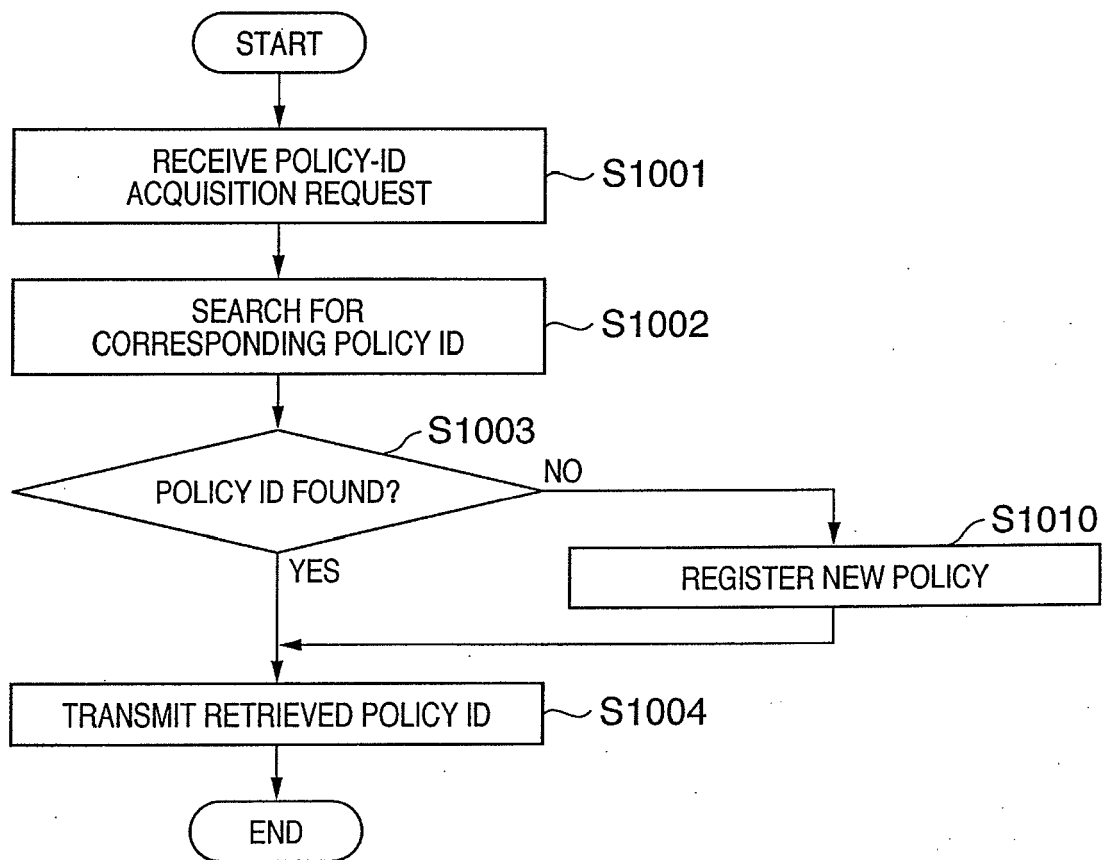 START
RECEIVE POLICY-ID
ACQUISITION REQUEST
S1001
SEARCH FOR
CORRESPONDING POLICY ID
S1002
S1003
POLICY ID FOUND?
NO
YES
S1010
REGISTER NEW POLICY
TRANSMIT RETRIEVED POLICY ID
S1004
END